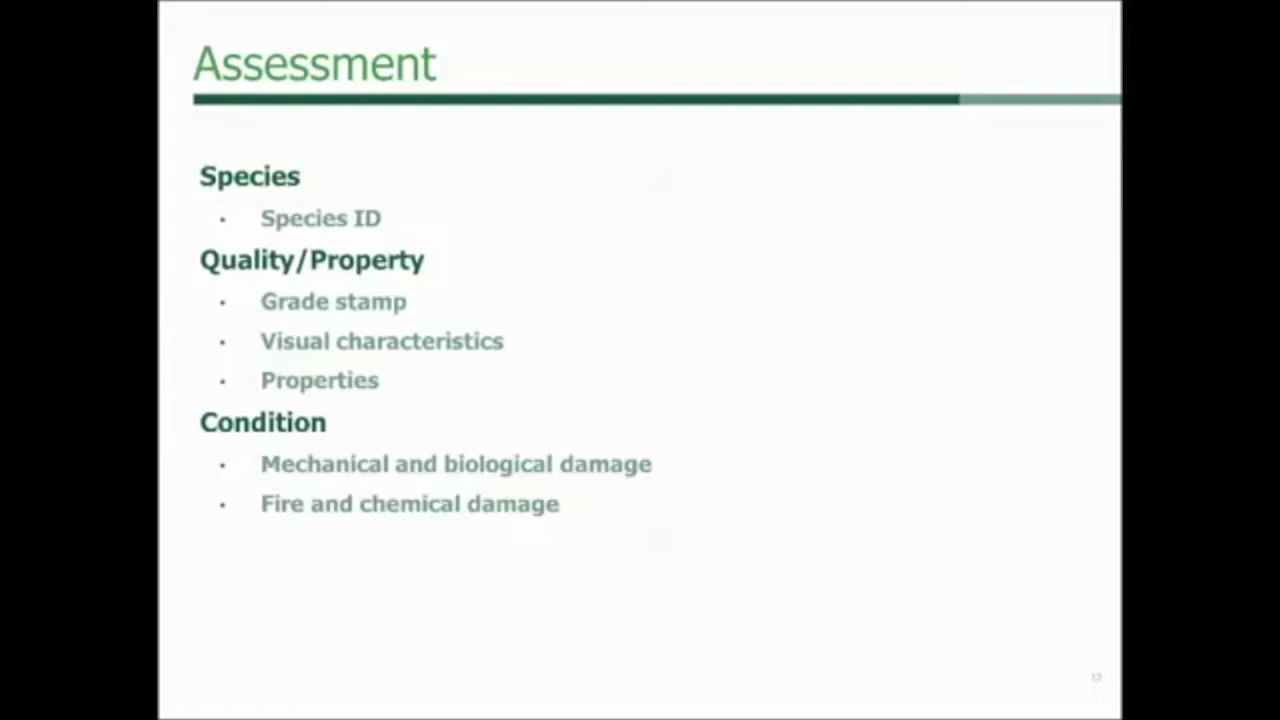 Assessment
Species
• Species ID
Quality/Property
• Grade stamp
• Visual characteristics
• Properties
Condition
• Mechanical and biological damage
• Fire and chemical damage